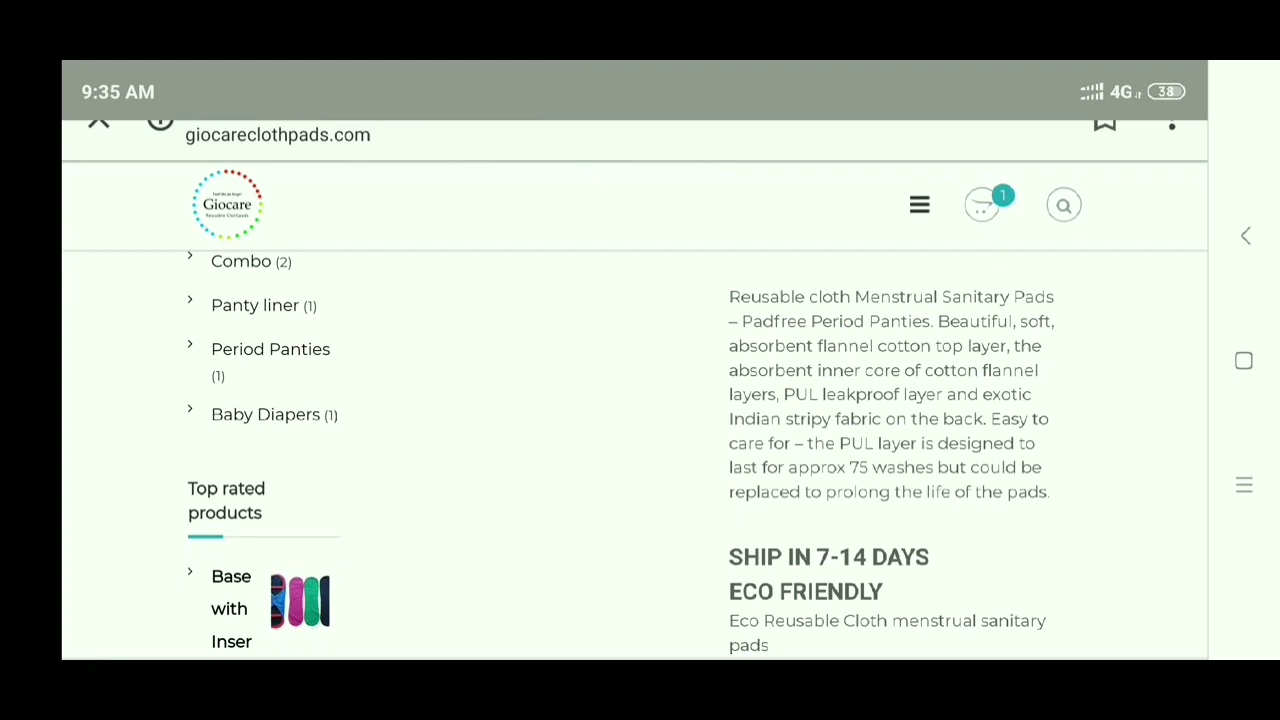 9:35 AM
4G 38
giocareclothpads.com
Giocare
Reusable Clothpads
1
Combo (2)
Panty liner (1)
Period Panties
(1)
Baby Diapers (1)
Top rated
products
Base
with
Inser
Reusable cloth Menstrual Sanitary Pads
– Padfree Period Panties. Beautiful, soft,
absorbent flannel cotton top layer, the
absorbent inner core of cotton flannel
layers, PUL leakproof layer and exotic
Indian stripy fabric on the back. Easy to
care for – the PUL layer is designed to
last for approx 75 washes but could be
replaced to prolong the life of the pads.
SHIP IN 7-14 DAYS
ECO FRIENDLY
Eco Reusable Cloth menstrual sanitary
pads